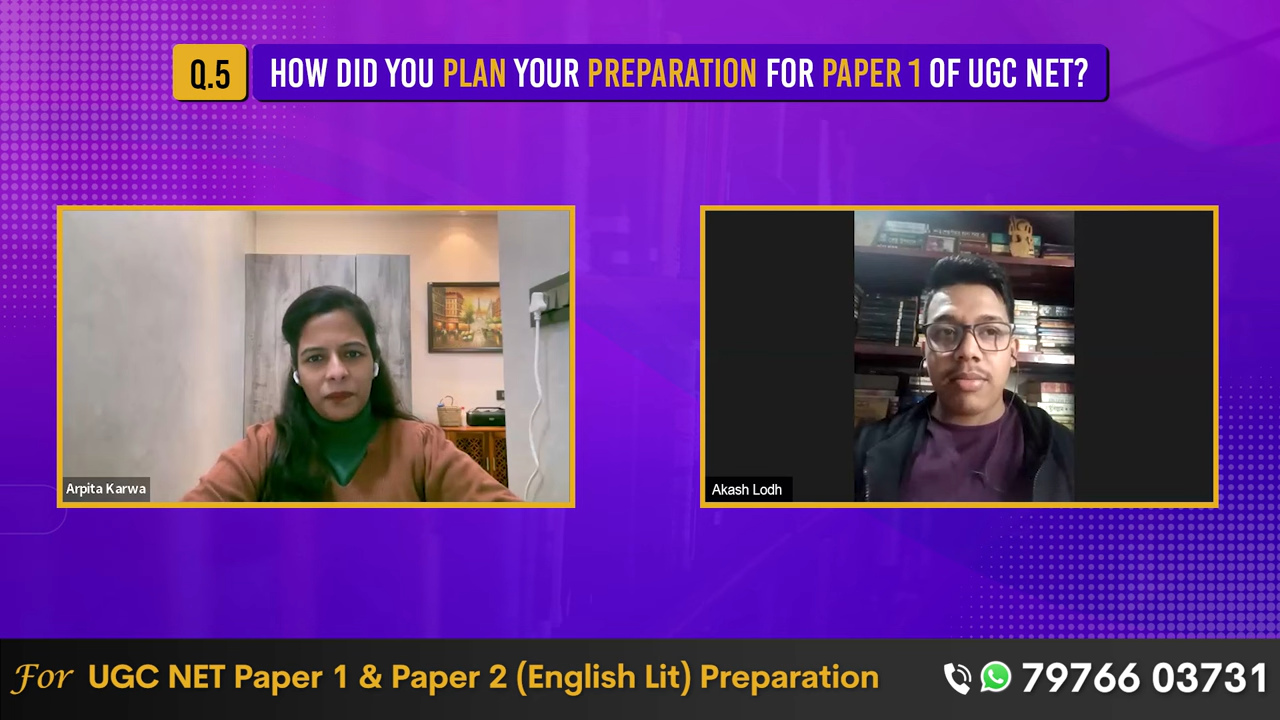 Q.5
HOW DID YOU PLAN YOUR PREPARATION FOR PAPER 1 OF UGC NET?
Arpita Karwa
Akash Lodh
For UGC NET Paper 1 & Paper 2 (English Lit) Preparation
79766 03731